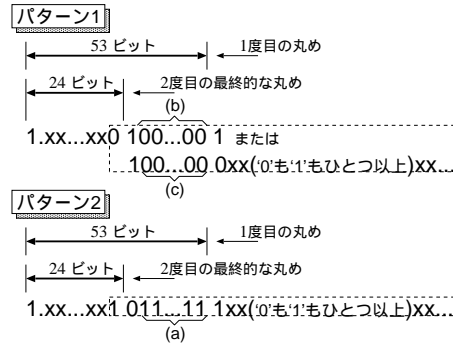 パターン1
53 ビット 1度目の丸め
24 ビット 2度目の最終的な丸め
(b)
1.xx...xx0 100...00 1 または
100...00 0xx('0'も'1'もひとつ以上)xx...
(c)
パターン2
53 ビット 1度目の丸め
24 ビット 2度目の最終的な丸め
1.xx...xx1 011...11 1xx('0'も'1'もひとつ以上)xx...
(a)